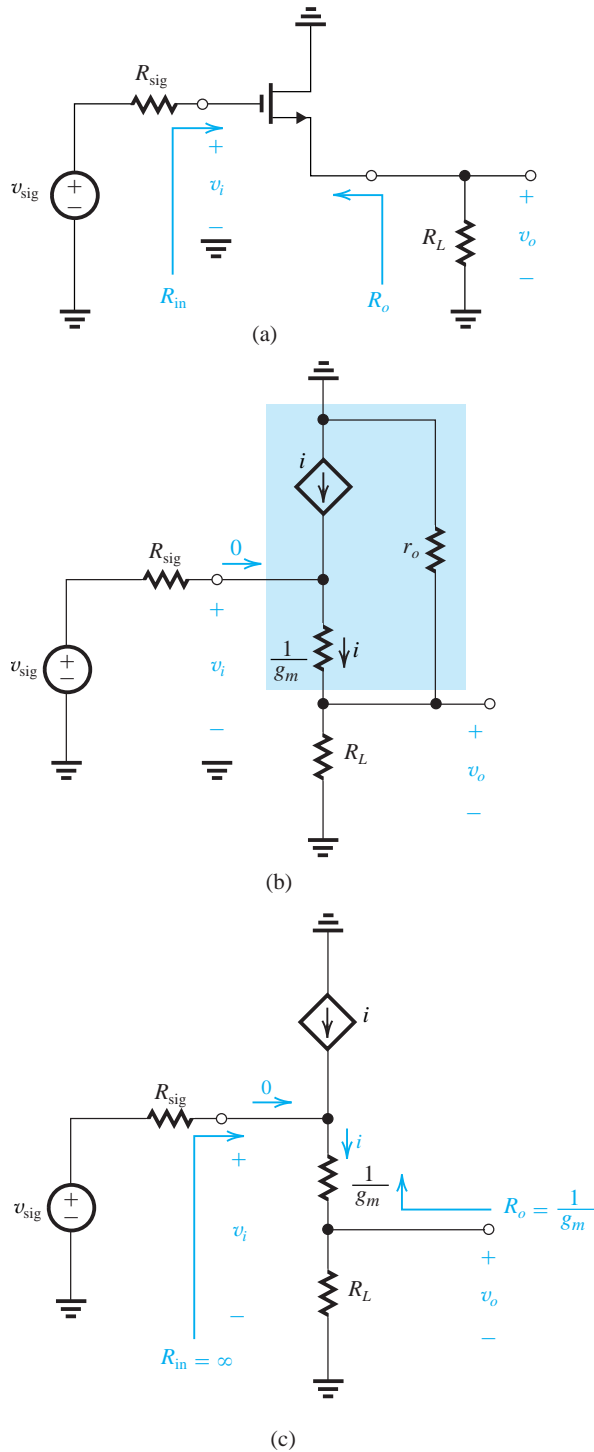 R_sig
v_sig
+
−
+
v_i
−
R_in
R_o
R_L
+
v_o
−
(a)
i
r_o
R_sig
0
v_sig
+
−
+
v_i
−
1/g_m
i
R_L
+
v_o
−
(b)
i
R_sig
0
i
v_sig
+
−
+
v_i
−
1/g_m
R_o = 1/g_m
R_L
+
v_o
−
R_in = ∞
(c)